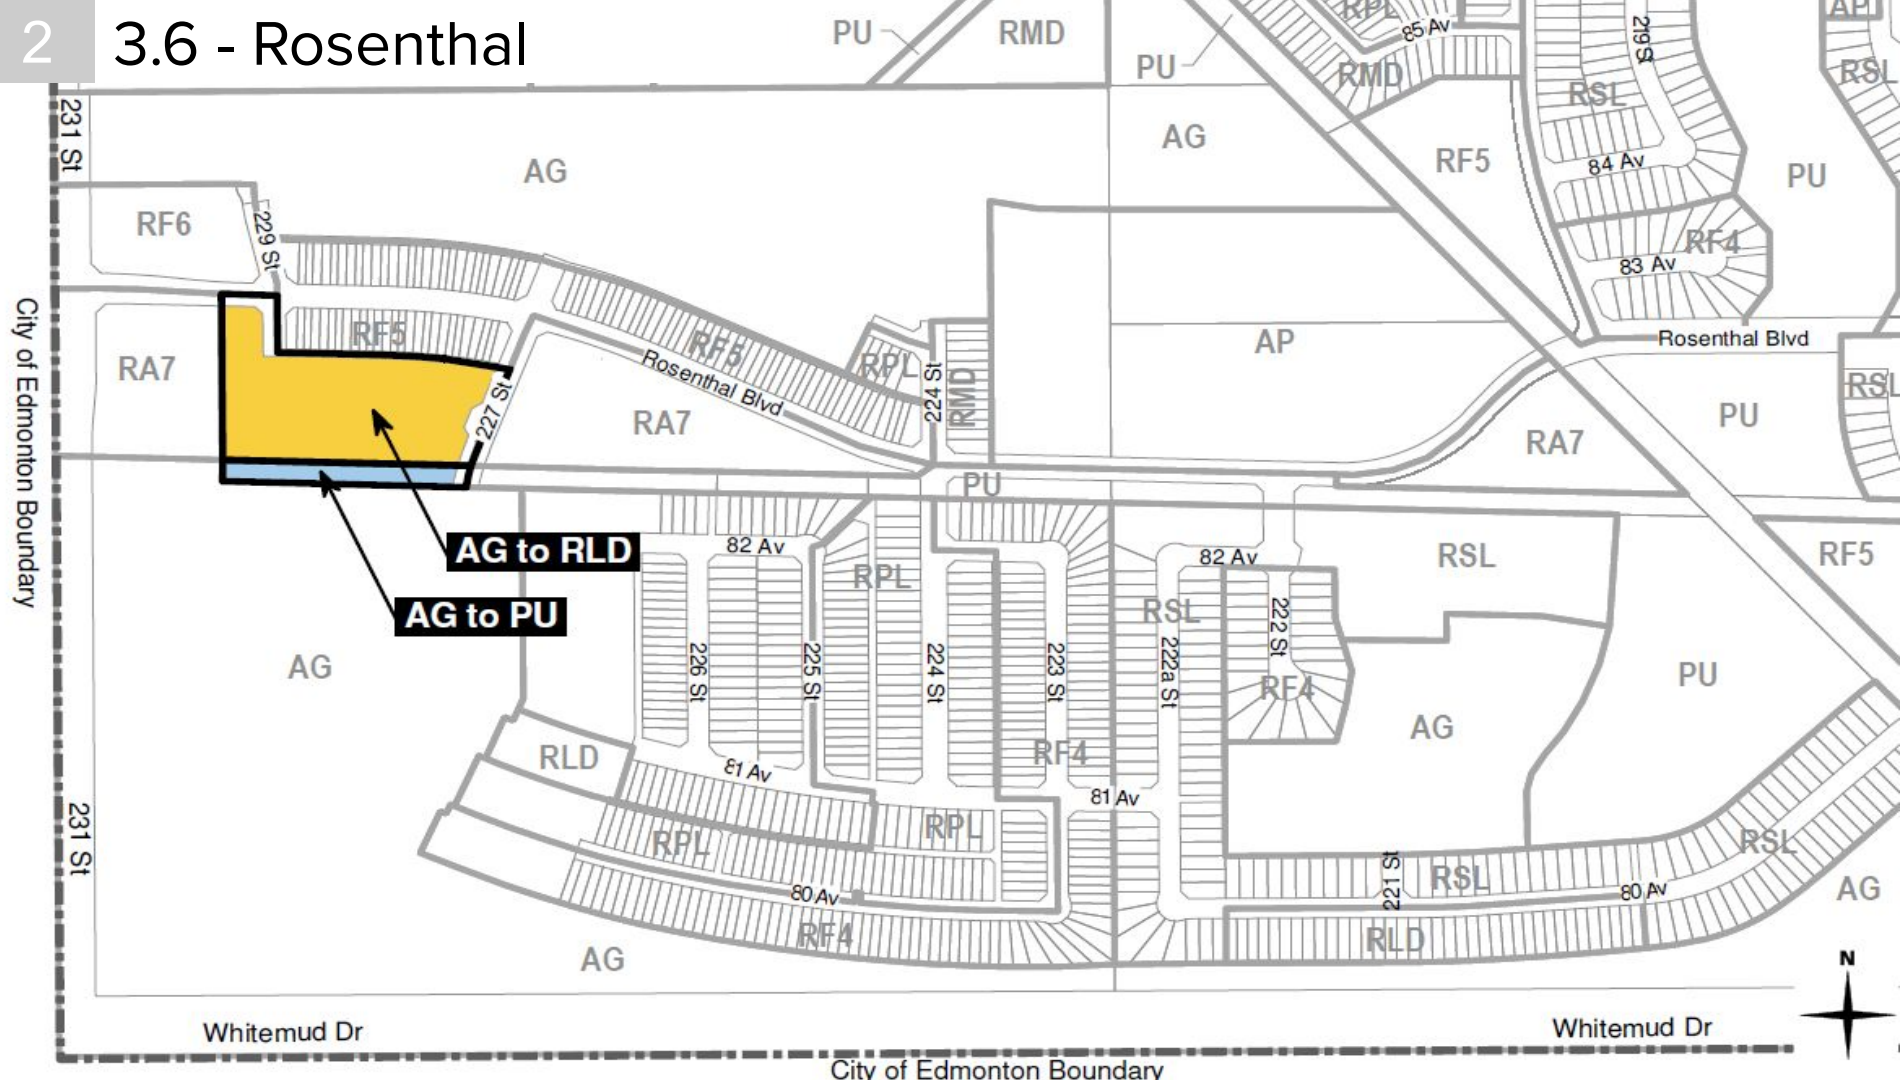 2
3.6 - Rosenthal
PU
RMD
PU
RPL
85 Av
219 St
AP
RMD
RSL
RSL
231 St
AG
AG
RF5
84 Av
PU
RF6
229 St
RF4
83 Av
RF5
RF5
Rosenthal Blvd
RPL
224 St
RMD
AP
Rosenthal Blvd
RA7
227 St
RA7
RSL
PU
RA7
City of Edmonton Boundary
PU
AG to RLD
82 Av
82 Av
RSL
RF5
AG to PU
RPL
RSL
222 St
AG
226 St
225 St
224 St
223 St
222a St
RF4
PU
AG
RLD
81 Av
RF4
81 Av
231 St
RPL
RPL
RSL
221 St
RSL
80 Av
80 Av
AG
RF4
RLD
AG
N
Whitemud Dr
Whitemud Dr
City of Edmonton Boundary